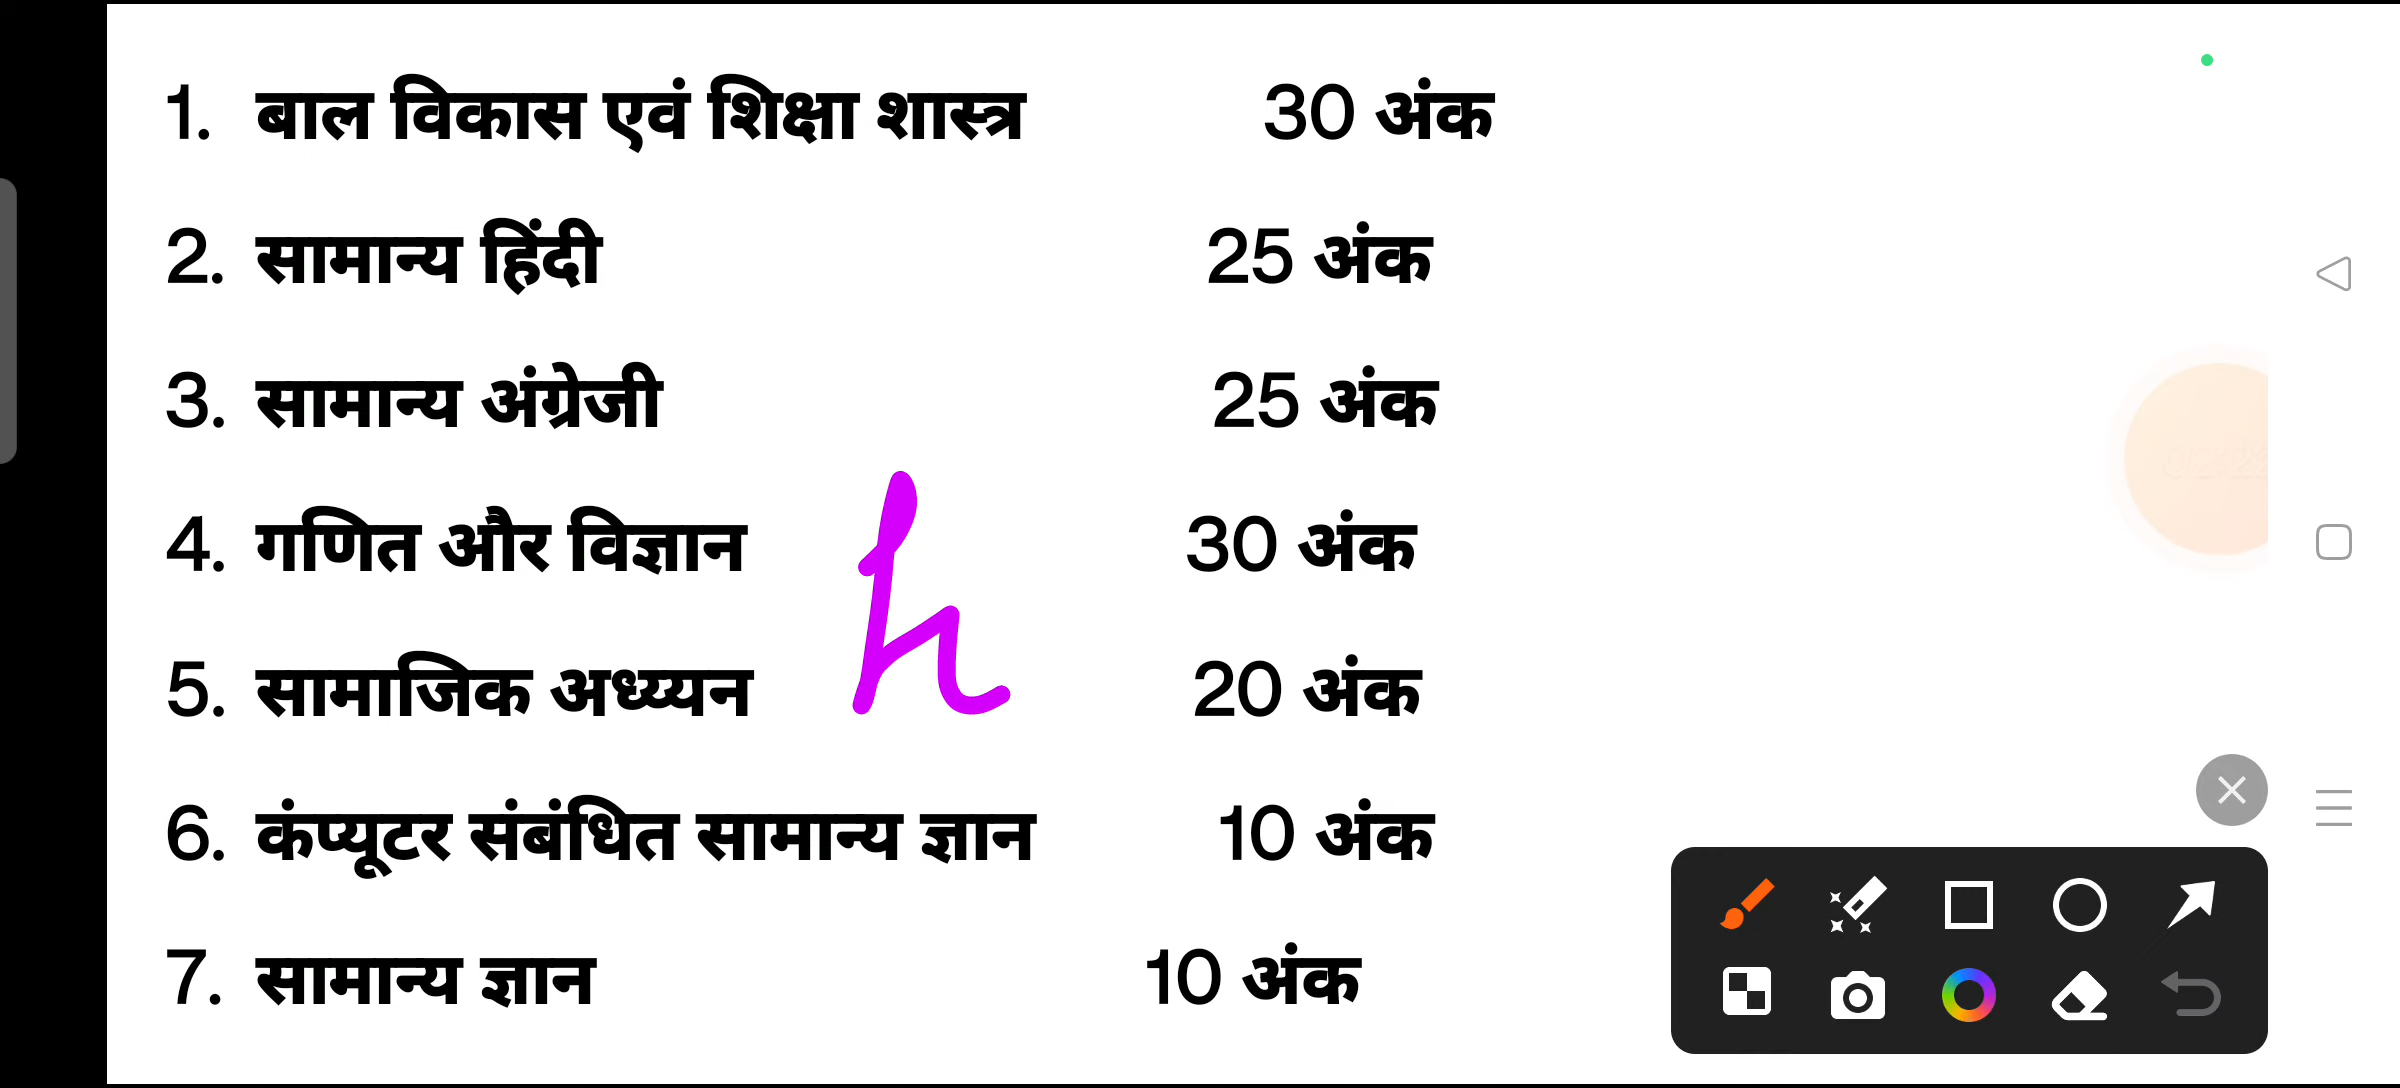 1. बाल विकास एवं शिक्षा शास्त्र 30 अंक
2. सामान्य हिंदी 25 अंक
3. सामान्य अंग्रेजी 25 अंक
4. गणित और विज्ञान 30 अंक
h
5. सामाजिक अध्य्यन 20 अंक
6. कंप्यूटर संबंधित सामान्य ज्ञान 10 अंक
7. सामान्य ज्ञान 10 अंक